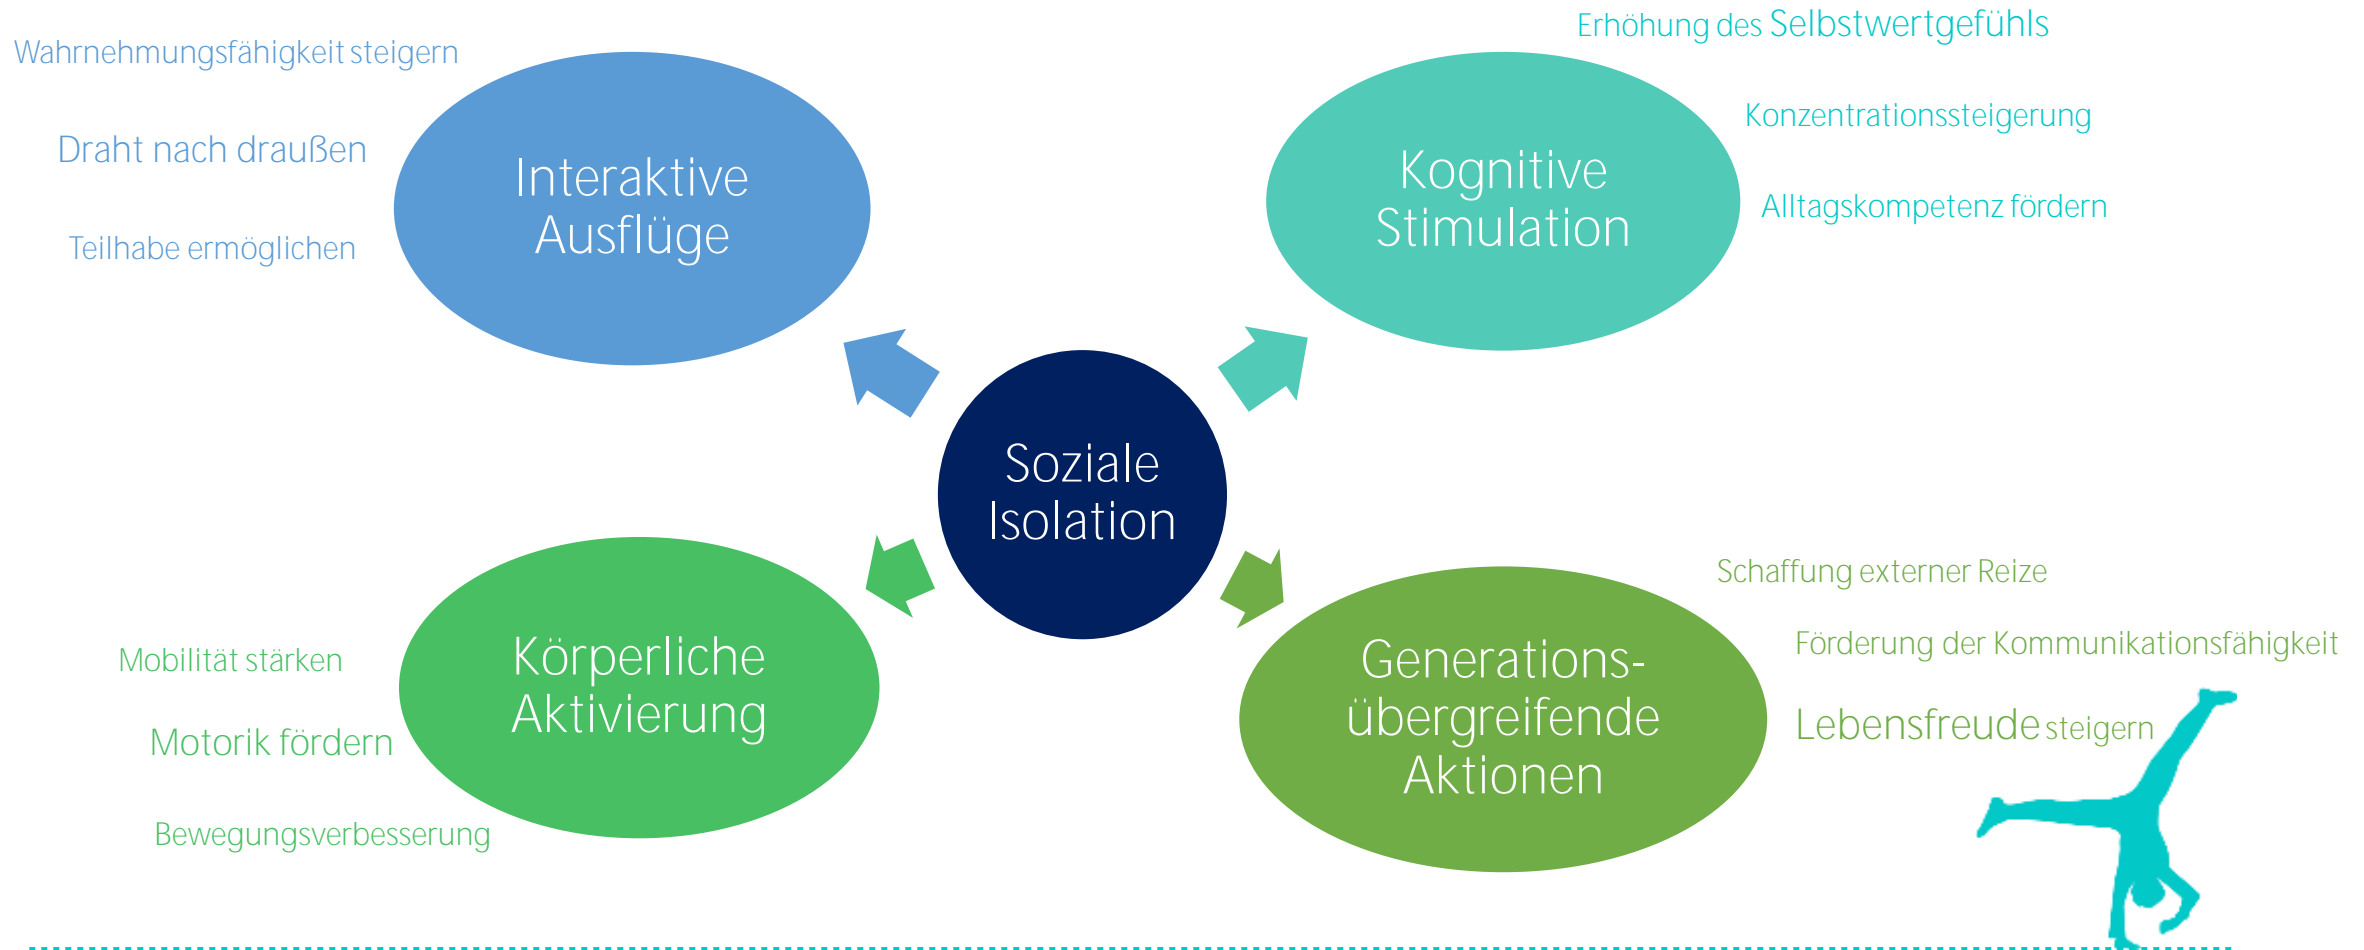 Wahrnehmungsfähigkeit steigern
Draht nach draußen
Teilhabe ermöglichen
Interaktive
Ausflüge
Erhöhung des Selbstwertgefühls
Konzentrationssteigerung
Alltagskompetenz fördern
Kognitive
Stimulation
Soziale
Isolation
Mobilität stärken
Motorik fördern
Bewegungsverbesserung
Körperliche
Aktivierung
Generations-
übergreifende
Aktionen
Schaffung externer Reize
Förderung der Kommunikationsfähigkeit
Lebensfreude steigern